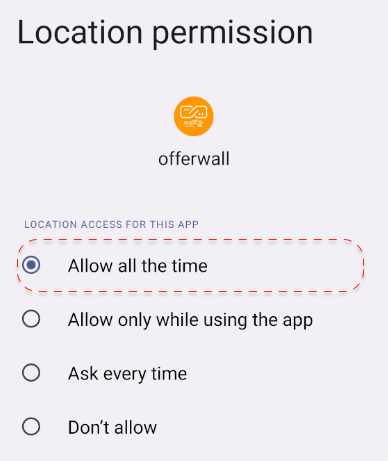 Location permission
offerwall
LOCATION ACCESS FOR THIS APP
Allow all the time
Allow only while using the app
Ask every time
Don’t allow